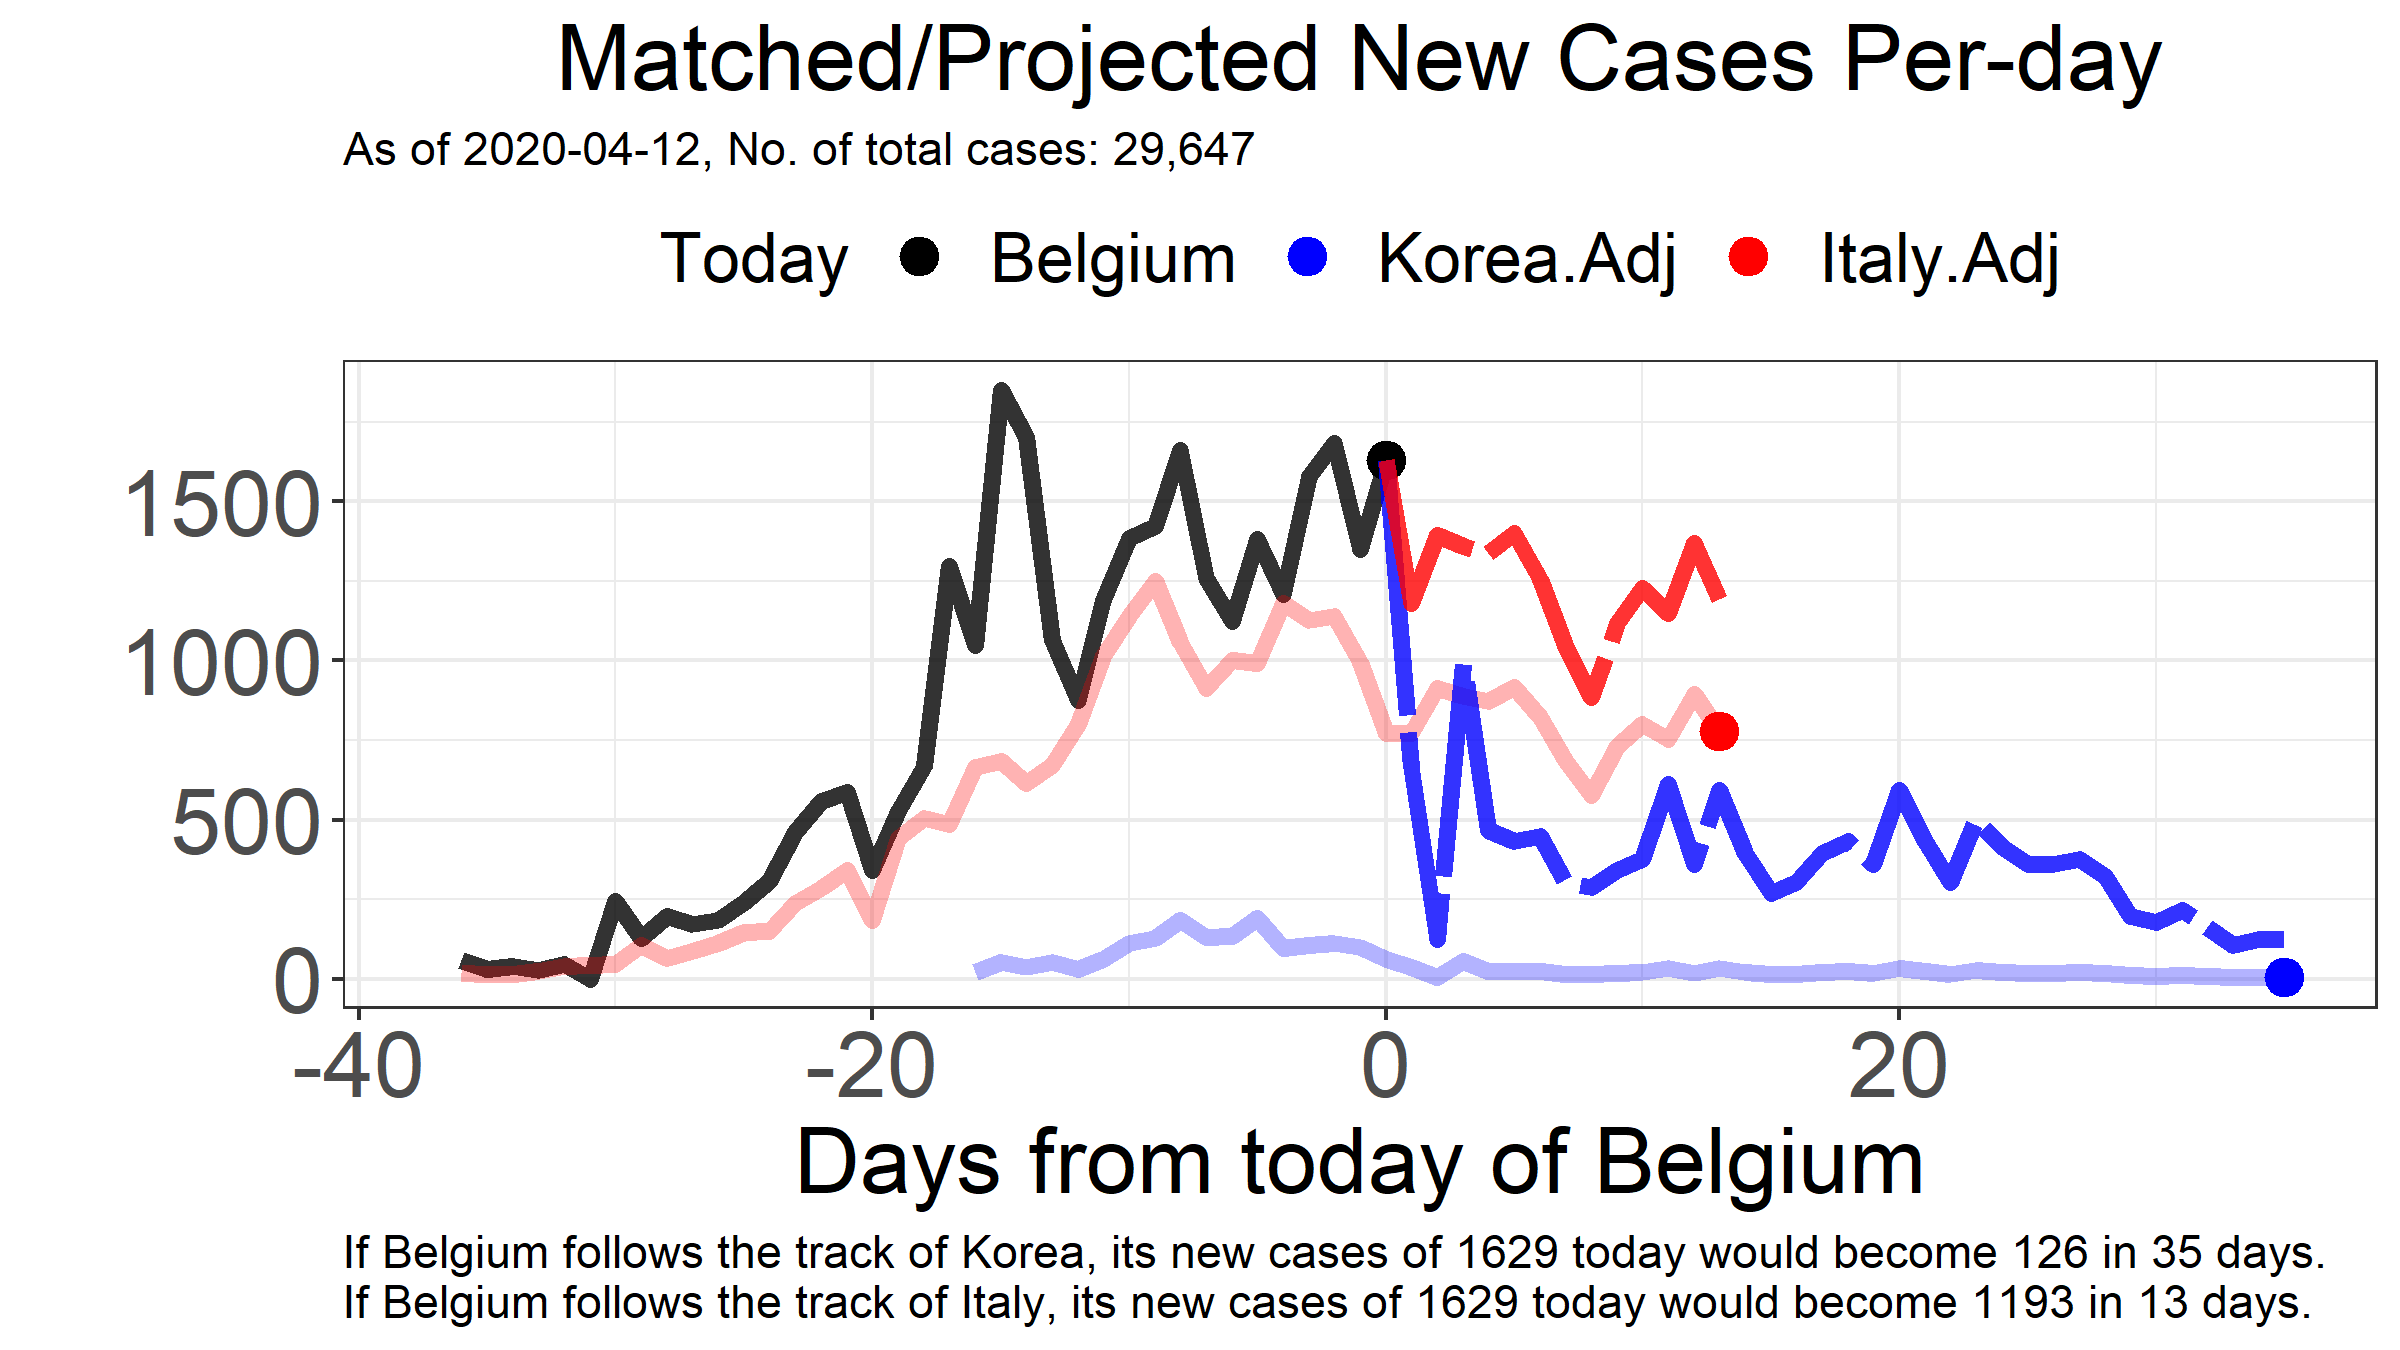 Matched/Projected New Cases Per-day
As of 2020-04-12, No. of total cases: 29,647
Today Belgium Korea.Adj Italy.Adj
1500
1000
500
0
-40 -20 0 20
Days from today of Belgium
If Belgium follows the track of Korea, its new cases of 1629 today would become 126 in 35 days.
If Belgium follows the track of Italy, its new cases of 1629 today would become 1193 in 13 days.